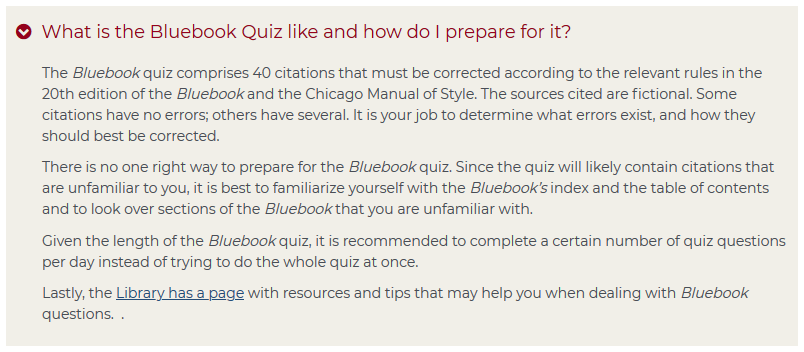 What is the Bluebook Quiz like and how do I prepare for it?
The Bluebook quiz comprises 40 citations that must be corrected according to the relevant rules in the
20th edition of the Bluebook and the Chicago Manual of Style. The sources cited are fictional. Some
citations have no errors; others have several. It is your job to determine what errors exist, and how they
should best be corrected.
There is no one right way to prepare for the Bluebook quiz. Since the quiz will likely contain citations that
are unfamiliar to you, it is best to familiarize yourself with the Bluebook's index and the table of contents
and to look over sections of the Bluebook that you are unfamiliar with.
Given the length of the Bluebook quiz, it is recommended to complete a certain number of quiz questions
per day instead of trying to do the whole quiz at once.
Lastly, the Library has a page with resources and tips that may help you when dealing with Bluebook
questions. .